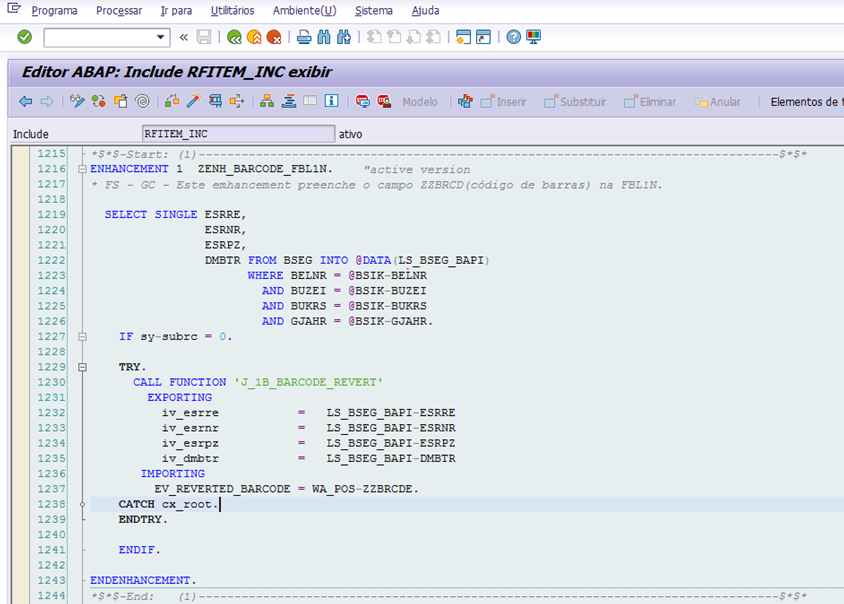 Programa Processar Ir para Utilitários Ambiente(U) Sistema Ajuda
Editor ABAP: Include RFITEM_INC exibir
Modelo Inserir Substituir Eliminar Anular Elementos de t
Include RFITEM_INC ativo
1215 *$*$-Start: (1)---------------------------------------------------------------------------------$*$*
1216 ENHANCEMENT 1 ZENH_BARCODE_FBL1N. "active version
1217 * FS - GC - Este emhancement preenche o campo ZZBRCD(código de barras) na FBL1N.
1218
1219 SELECT SINGLE ESRRE,
1220 ESRNR,
1221 ESRPZ,
1222 DMBTR FROM BSEG INTO @DATA(LS_BSEG_BAPI)
1223 WHERE BELNR = @BSIK-BELNR
1224 AND BUZEI = @BSIK-BUZEI
1225 AND BUKRS = @BSIK-BUKRS
1226 AND GJAHR = @BSIK-GJAHR.
1227 IF sy-subrc = 0.
1228
1229 TRY.
1230 CALL FUNCTION 'J_1B_BARCODE_REVERT'
1231 EXPORTING
1232 iv_esrre = LS_BSEG_BAPI-ESRRE
1233 iv_esrnr = LS_BSEG_BAPI-ESRNR
1234 iv_esrpz = LS_BSEG_BAPI-ESRPZ
1235 iv_dmbtr = LS_BSEG_BAPI-DMBTR
1236 IMPORTING
1237 EV_REVERTED_BARCODE = WA_POS-ZZBRCDE.
1238 CATCH cx_root.
1239 ENDTRY.
1240
1241 ENDIF.
1242
1243 ENDENHANCEMENT.
1244 *$*$-End: (1)---------------------------------------------------------------------------------$*$*